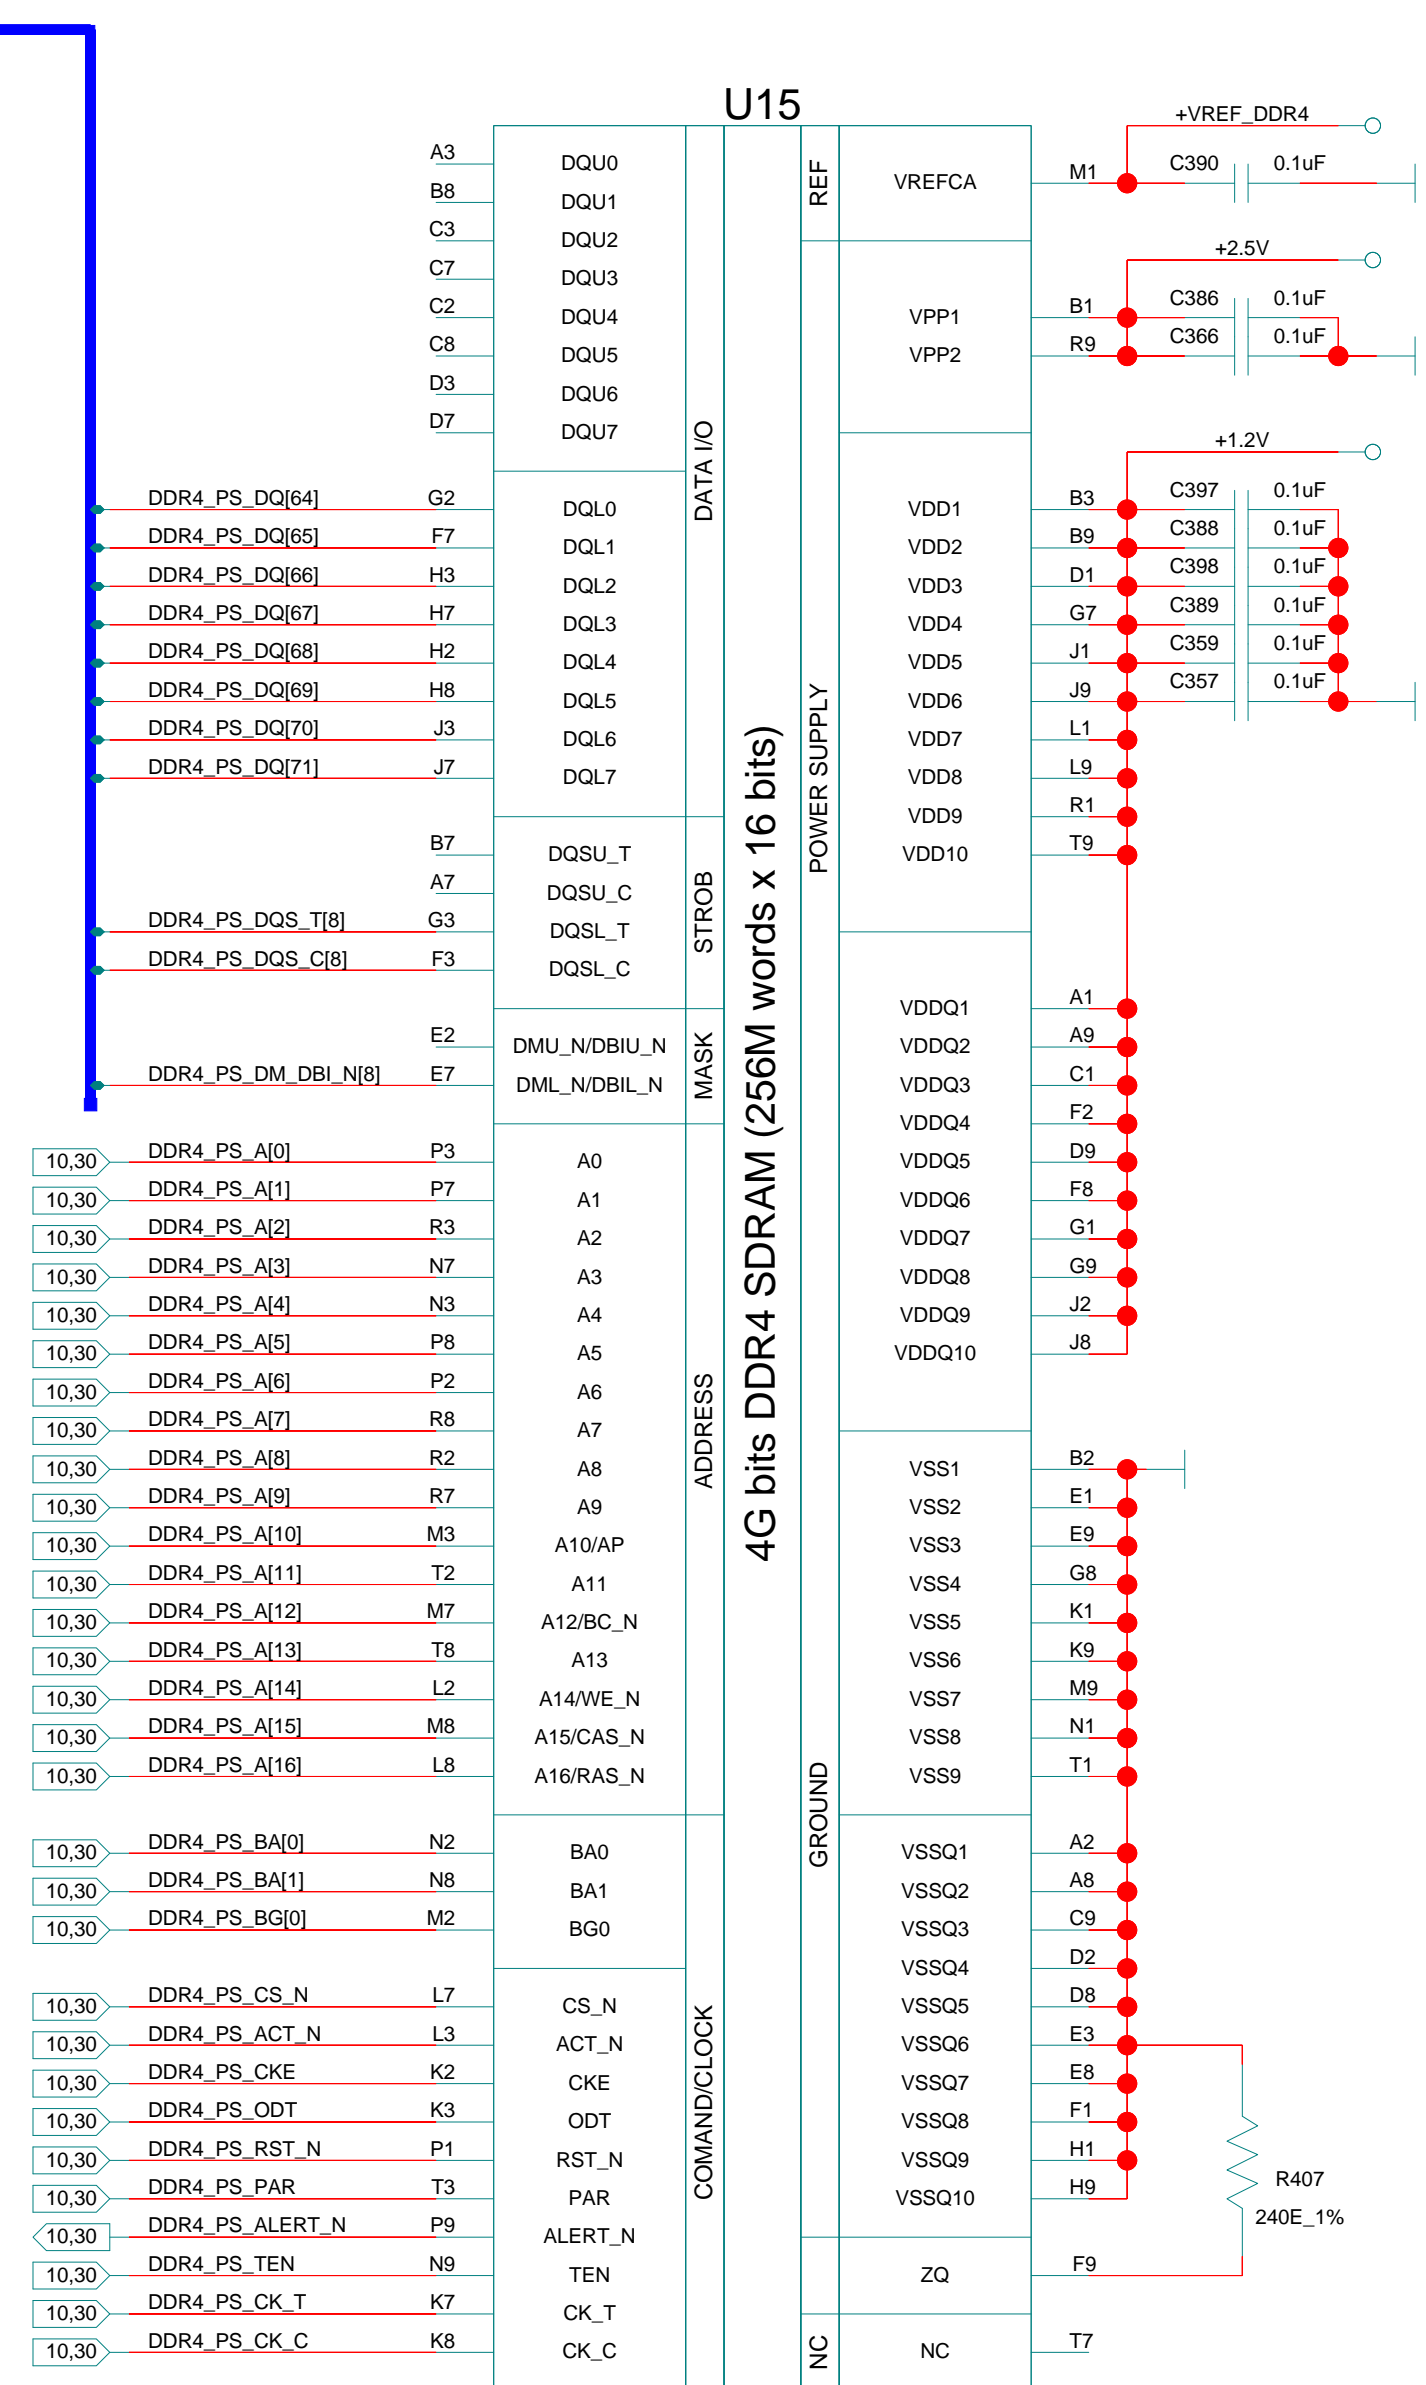 U15
4G bits DDR4 SDRAM (256M words x 16 bits)
DATA I/O
A3 DQU0
B8 DQU1
C3 DQU2
C7 DQU3
C2 DQU4
C8 DQU5
D3 DQU6
D7 DQU7
DDR4_PS_DQ[64] G2 DQL0
DDR4_PS_DQ[65] F7 DQL1
DDR4_PS_DQ[66] H3 DQL2
DDR4_PS_DQ[67] H7 DQL3
DDR4_PS_DQ[68] H2 DQL4
DDR4_PS_DQ[69] H8 DQL5
DDR4_PS_DQ[70] J3 DQL6
DDR4_PS_DQ[71] J7 DQL7
STROB
B7 DQSU_T
A7 DQSU_C
DDR4_PS_DQS_T[8] G3 DQSL_T
DDR4_PS_DQS_C[8] F3 DQSL_C
MASK
E2 DMU_N/DBIU_N
DDR4_PS_DM_DBI_N[8] E7 DML_N/DBIL_N
ADDRESS
10,30 DDR4_PS_A[0] P3 A0
10,30 DDR4_PS_A[1] P7 A1
10,30 DDR4_PS_A[2] R3 A2
10,30 DDR4_PS_A[3] N7 A3
10,30 DDR4_PS_A[4] N3 A4
10,30 DDR4_PS_A[5] P8 A5
10,30 DDR4_PS_A[6] P2 A6
10,30 DDR4_PS_A[7] R8 A7
10,30 DDR4_PS_A[8] R2 A8
10,30 DDR4_PS_A[9] R7 A9
10,30 DDR4_PS_A[10] M3 A10/AP
10,30 DDR4_PS_A[11] T2 A11
10,30 DDR4_PS_A[12] M7 A12/BC_N
10,30 DDR4_PS_A[13] T8 A13
10,30 DDR4_PS_A[14] L2 A14/WE_N
10,30 DDR4_PS_A[15] M8 A15/CAS_N
10,30 DDR4_PS_A[16] L8 A16/RAS_N
COMAND/CLOCK
10,30 DDR4_PS_BA[0] N2 BA0
10,30 DDR4_PS_BA[1] N8 BA1
10,30 DDR4_PS_BG[0] M2 BG0
10,30 DDR4_PS_CS_N L7 CS_N
10,30 DDR4_PS_ACT_N L3 ACT_N
10,30 DDR4_PS_CKE K2 CKE
10,30 DDR4_PS_ODT K3 ODT
10,30 DDR4_PS_RST_N P1 RST_N
10,30 DDR4_PS_PAR T3 PAR
10,30 DDR4_PS_ALERT_N P9 ALERT_N
10,30 DDR4_PS_TEN N9 TEN
10,30 DDR4_PS_CK_T K7 CK_T
10,30 DDR4_PS_CK_C K8 CK_C
REF
+VREF_DDR4
VREFCA M1 C390 0.1uF
POWER SUPPLY
+2.5V
VPP1 B1 C386 0.1uF
VPP2 R9 C366 0.1uF
+1.2V
VDD1 B3 C397 0.1uF
VDD2 B9 C388 0.1uF
VDD3 D1 C398 0.1uF
VDD4 G7 C389 0.1uF
VDD5 J1 C359 0.1uF
VDD6 J9 C357 0.1uF
VDD7 L1
VDD8 L9
VDD9 R1
VDD10 T9
VDDQ1 A1
VDDQ2 A9
VDDQ3 C1
VDDQ4 F2
VDDQ5 D9
VDDQ6 F8
VDDQ7 G1
VDDQ8 G9
VDDQ9 J2
VDDQ10 J8
GROUND
VSS1 B2
VSS2 E1
VSS3 E9
VSS4 G8
VSS5 K1
VSS6 K9
VSS7 M9
VSS8 N1
VSS9 T1
VSSQ1 A2
VSSQ2 A8
VSSQ3 C9
VSSQ4 D2
VSSQ5 D8
VSSQ6 E3
VSSQ7 E8
VSSQ8 F1
VSSQ9 H1
VSSQ10 H9
R407
240E_1%
ZQ F9
NC
NC T7